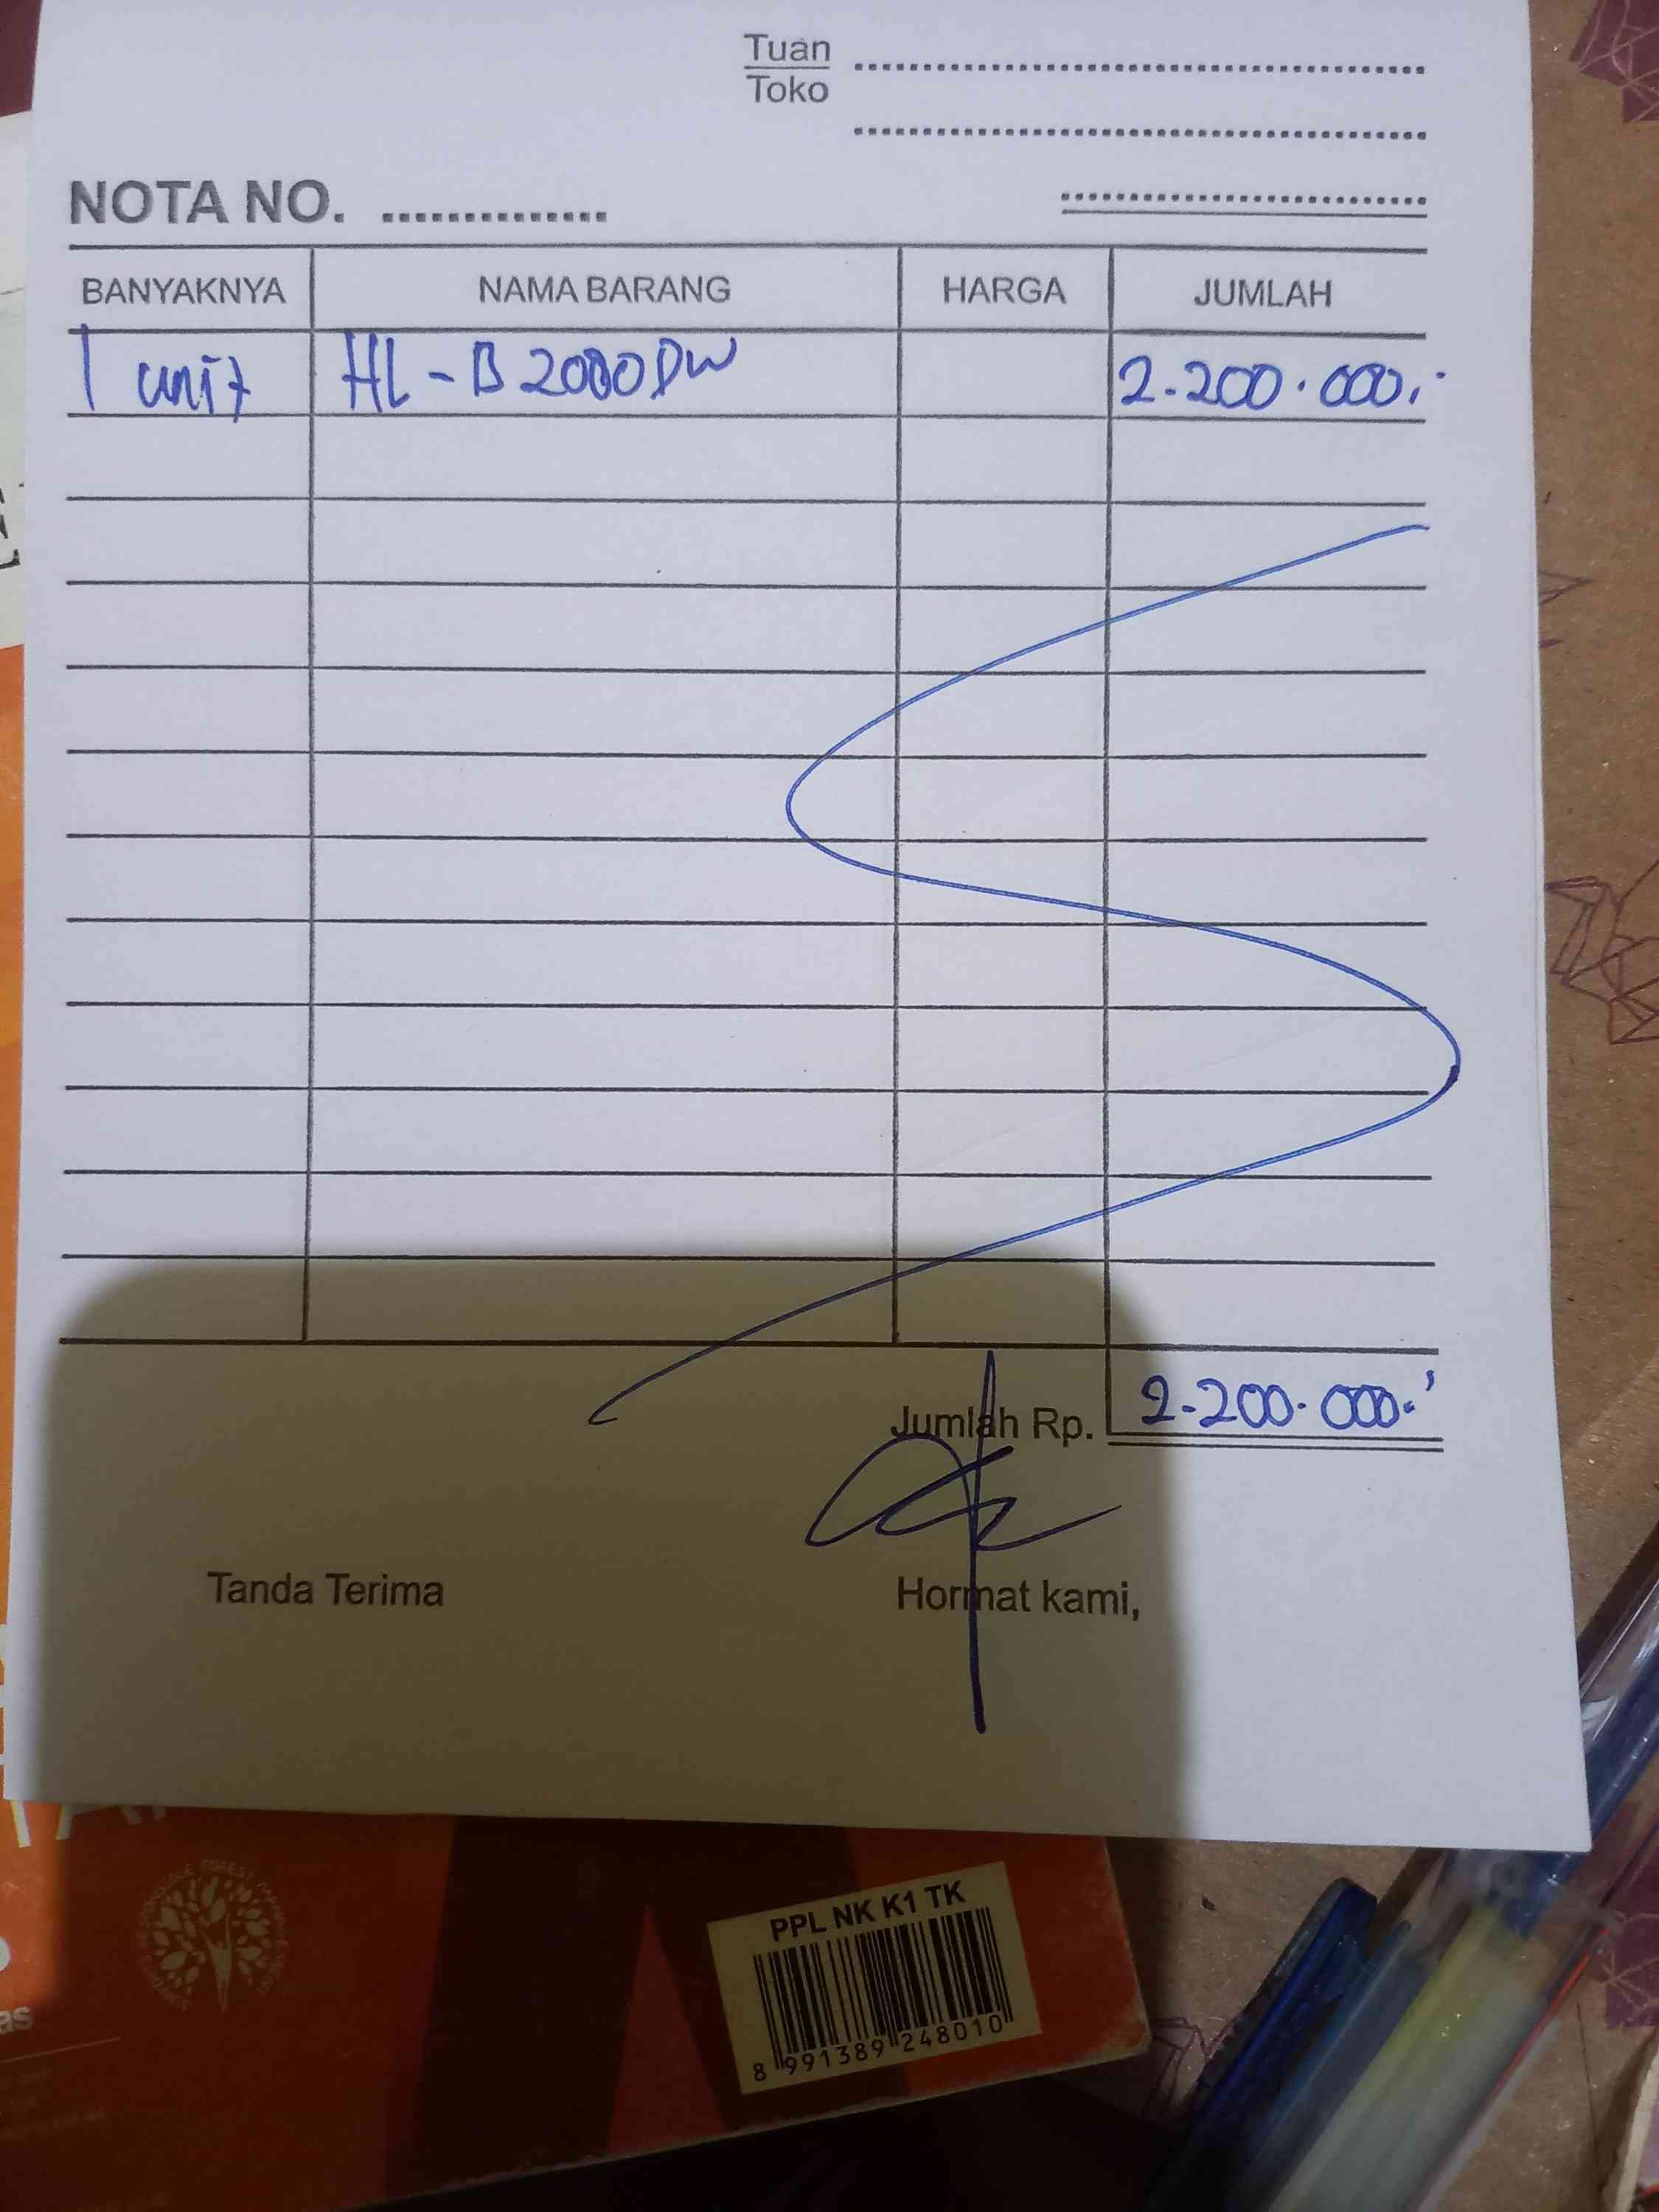 Tuan
Toko
NOTA NO.
BANYAKNYA NAMA BARANG HARGA JUMLAH
1 unit HL-B2080DW 2.200.000,-
Jumlah Rp. 2.200.000.-
Tanda Terima Hormat kami,
PPL NK K1 TK
8 991389 248010
as